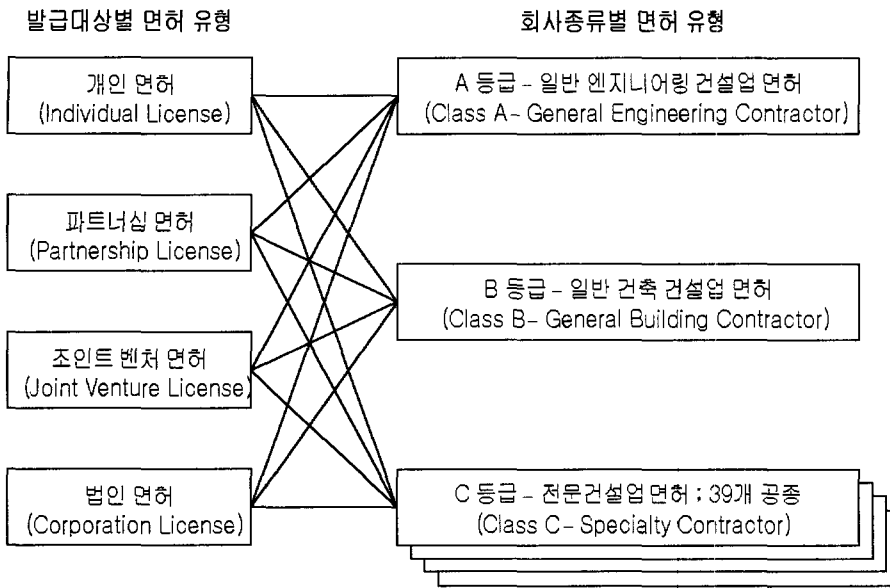 발급대상별 면허 유형
회사종류별 면허 유형
개인 면허
(Individual License)
파트너십 면허
(Partnership License)
조인트 벤처 면허
(Joint Venture License)
법인 면허
(Corporation License)
A 등급 – 일반 엔지니어링 건설업 면허
(Class A– General Engineering Contractor)
B 등급 – 일반 건축 건설업 면허
(Class B– General Building Contractor)
C 등급 – 전문건설업 면허 : 39개 공종
(Class C– Specialty Contractor)